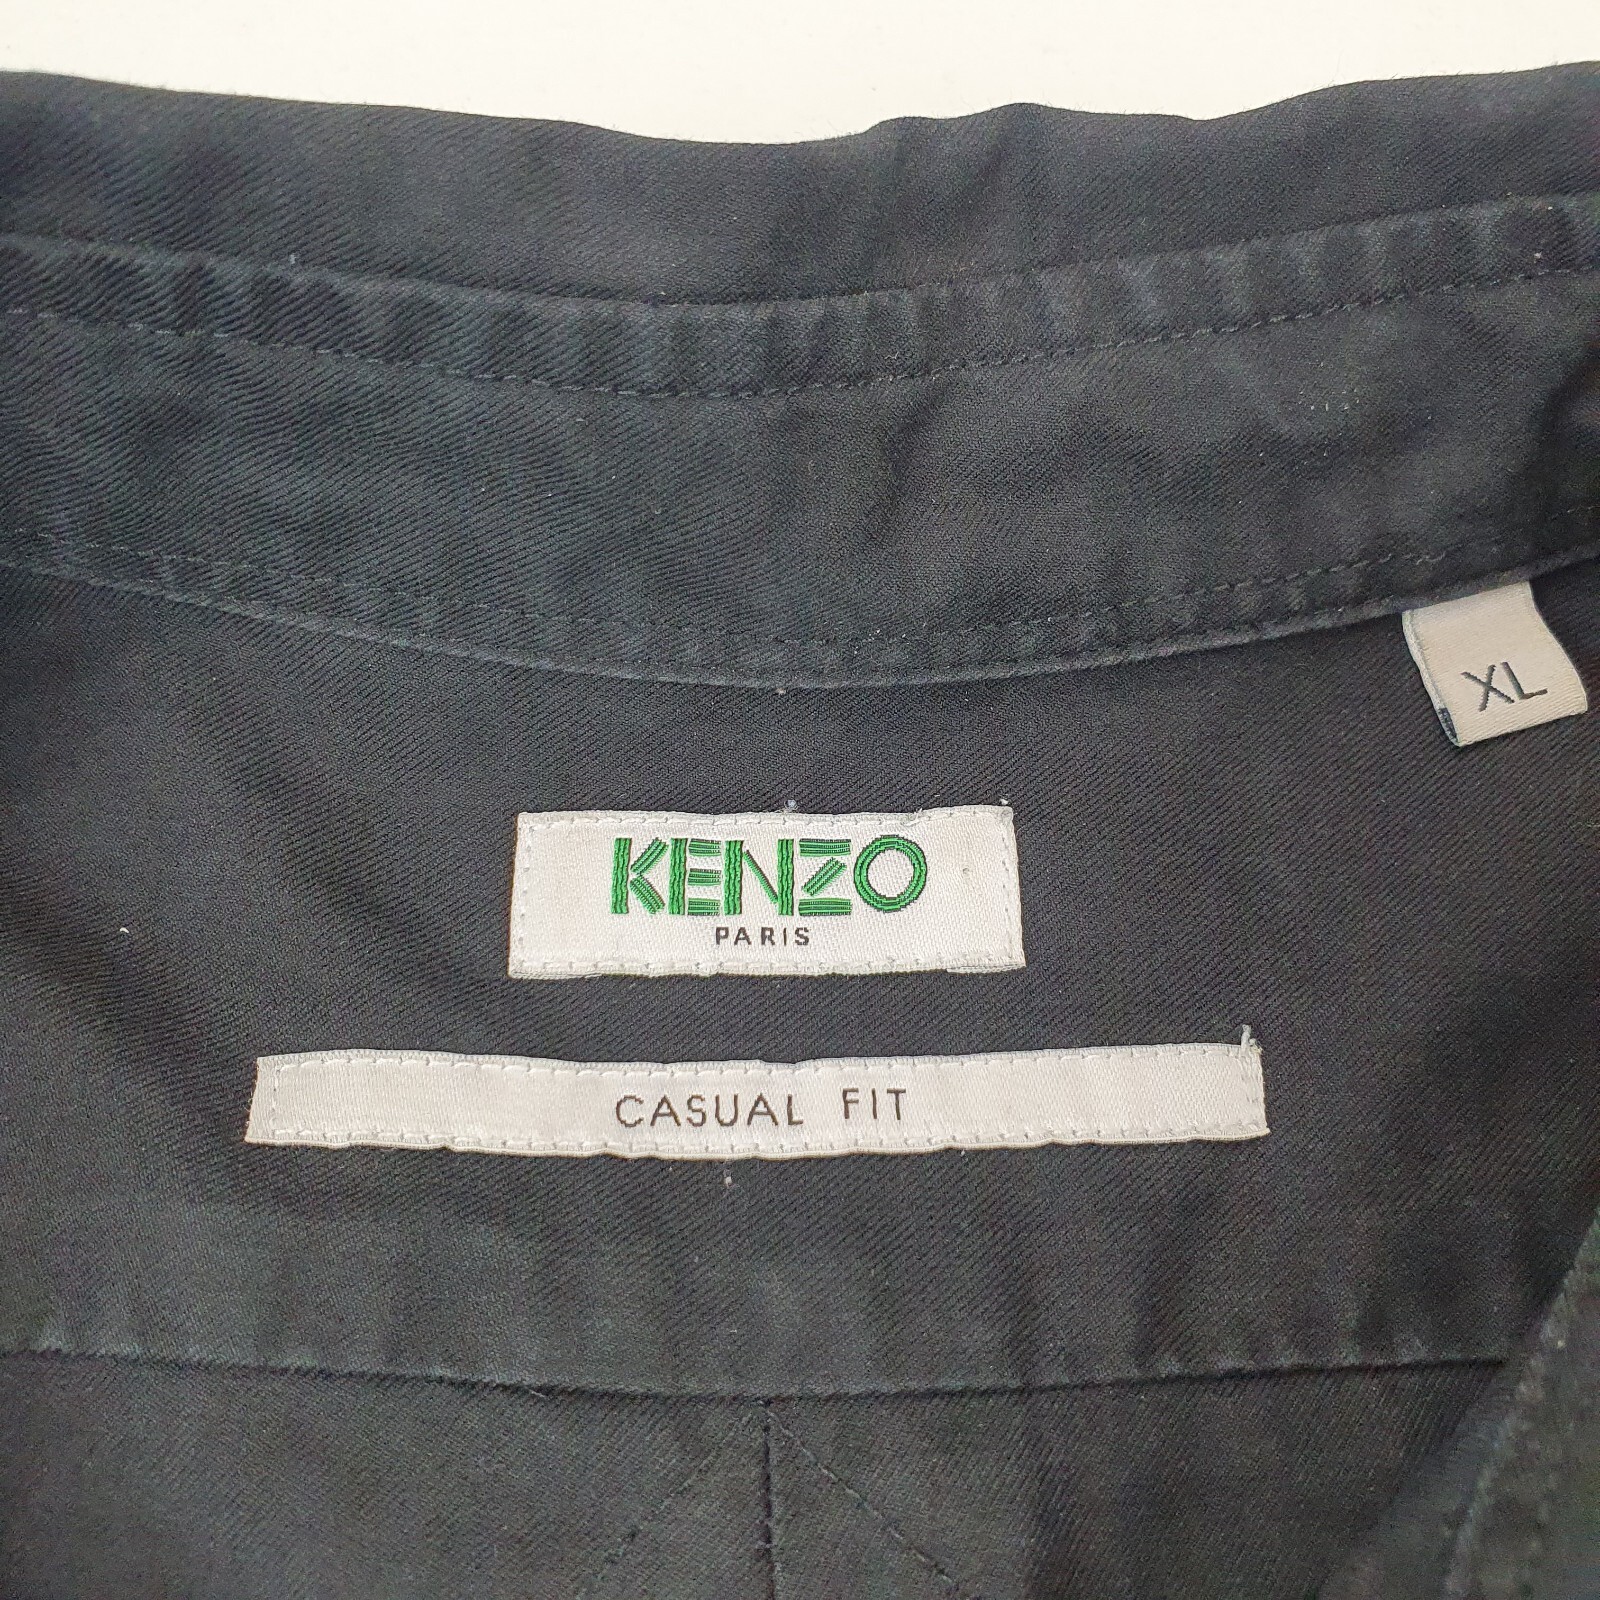 XL
KENZO
PARIS
CASUAL FIT